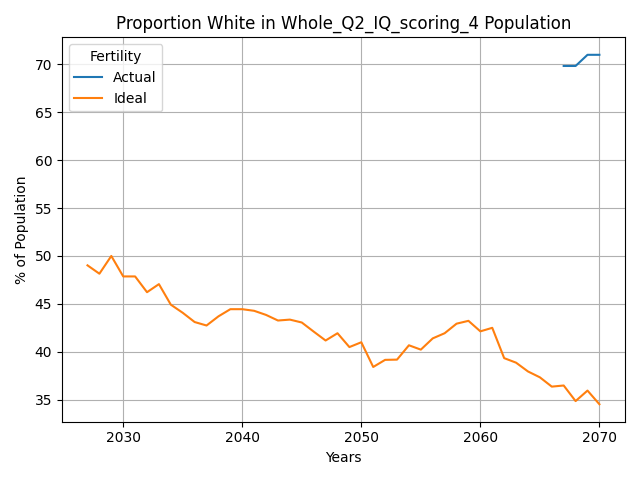 Proportion White in Whole_Q2_IQ_scoring_4 Population
Fertility
Actual
Ideal
% of Population
70
65
60
55
50
45
40
35
2030 2040 2050 2060 2070
Years